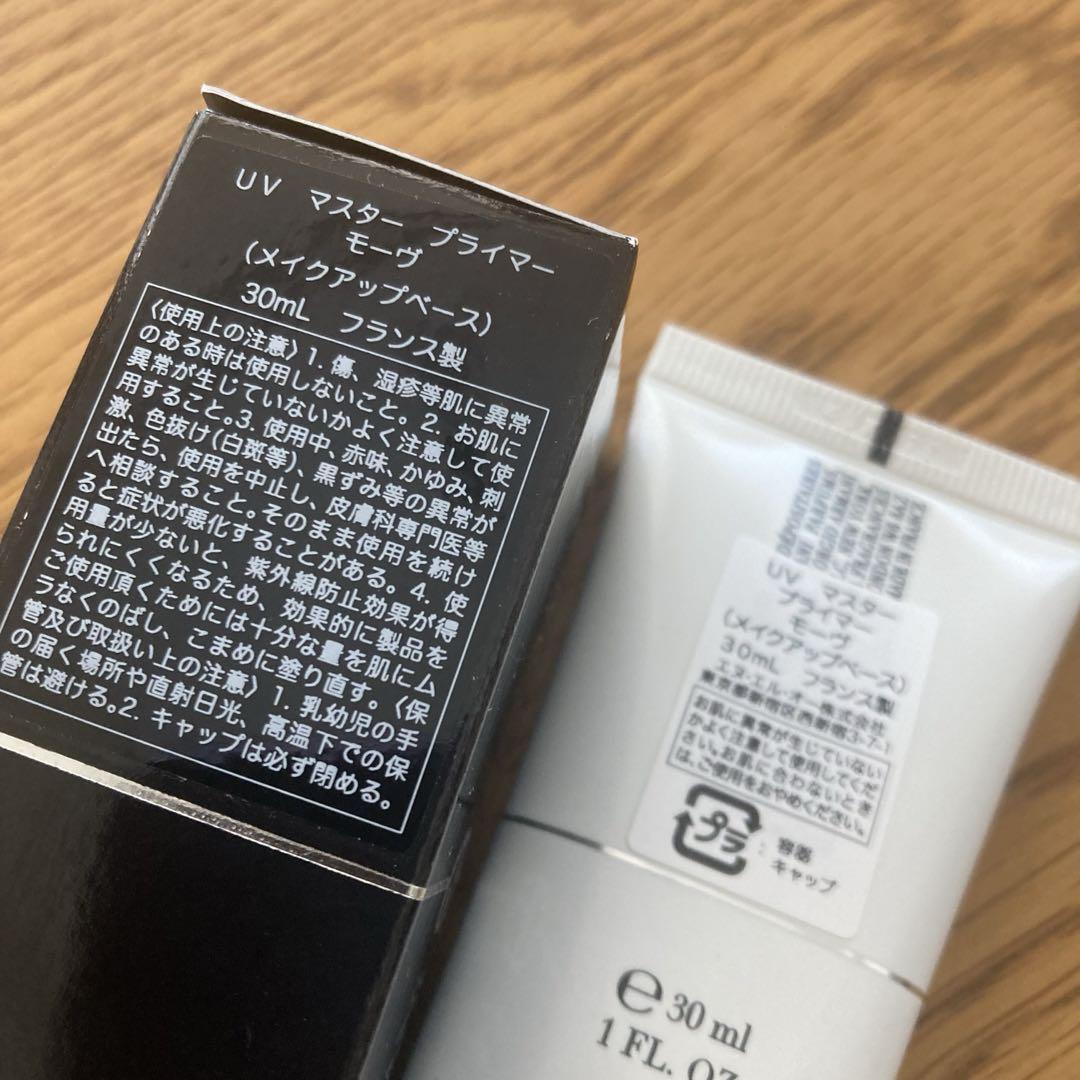 UV マスター プライマー
モーヴ
(メイクアップベース)
30mL フランス製
〈使用上の注意〉1. 傷、湿疹等肌に異常
のある時は使用しないこと。2. お肌に
異常が生じていないかよく注意して使
用すること。3. 使用中、赤味、かゆみ、刺
激、色抜け(白斑等)、黒ずみ等の異常が
出たら、使用を中止し、皮膚科専門医等
へ相談すること。そのまま使用を続け
ると症状が悪化することがある。4. 使
用量が少ないと、紫外線防止効果が得
られにくくなるため、効果的に製品を
ご使用頂くためには十分な量を肌にム
ラなくのばし、こまめに塗り直す。〈保
管及び取扱い上の注意〉1. 乳幼児の手
の届く場所や直射日光、高温下での保
管は避ける。2. キャップは必ず閉める。
UV マスター
プライマー
モーヴ
(メイクアップベース)
30mL フランス製
エヌ・エル・オー株式会社
東京都新宿区西新宿3-7-1
お肌に異常が生じていない
かよく注意して使用してくだ
さい。お肌に合わないとき
は、ご使用をおやめください。
プラ : 容器
キャップ
℮ 30 ml
1 FL. OZ